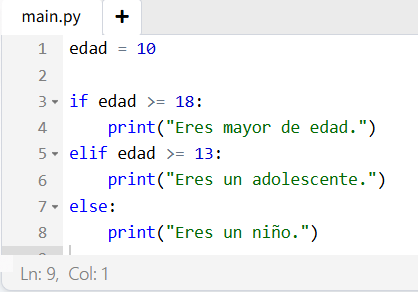 main.py +
1 edad = 10
2
3 if edad >= 18:
4     print("Eres mayor de edad.")
5 elif edad >= 13:
6     print("Eres un adolescente.")
7 else:
8     print("Eres un niño.")
Ln: 9, Col: 1